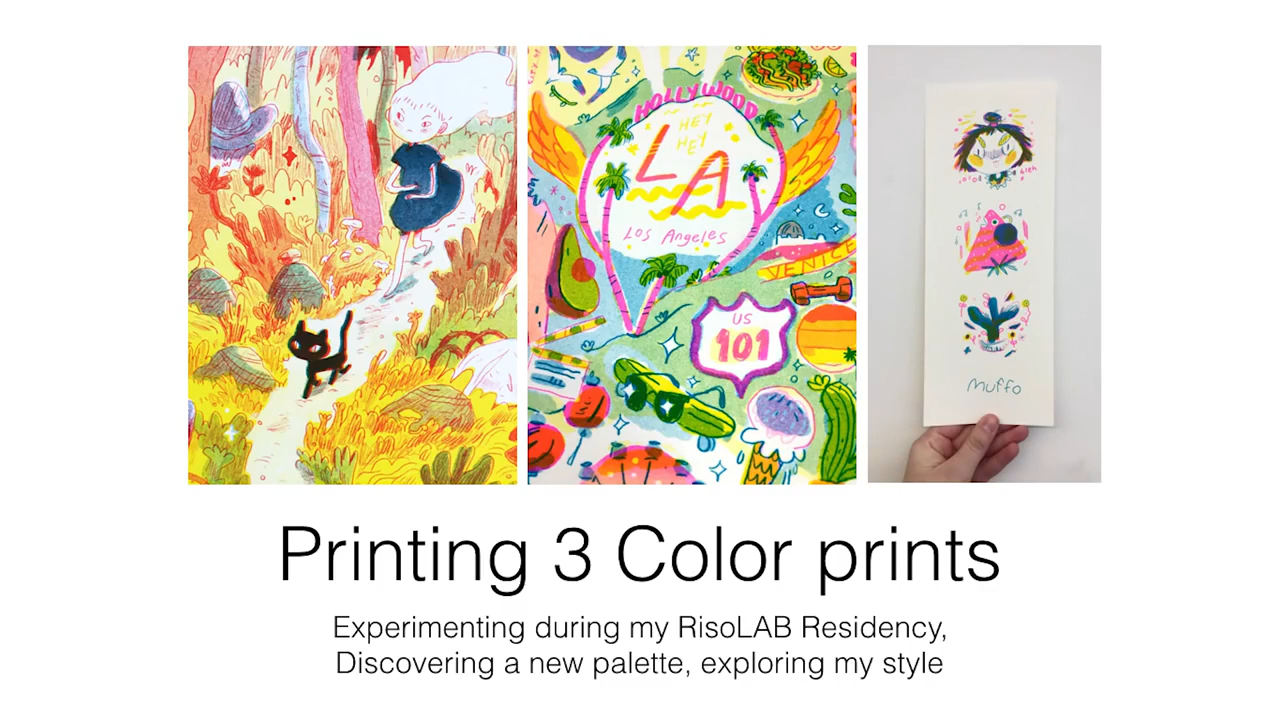 HOLLYWOOD
HEY
HEY
LA
Los Angeles
VENICE
US
101
Muffo
Printing 3 Color prints
Experimenting during my RisoLAB Residency,
Discovering a new palette, exploring my style